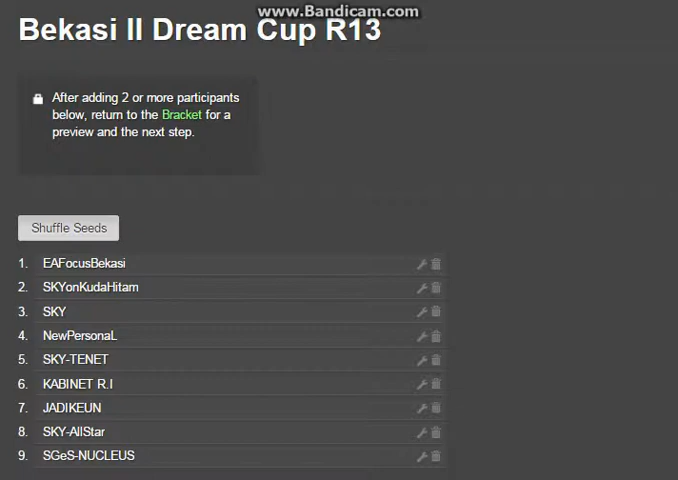 www.Bandicam.com
Bekasi II Dream Cup R13
After adding 2 or more participants
below, return to the Bracket for a
preview and the next step.
Shuffle Seeds
1. EAFocusBekasi
2. SKYonKudaHitam
3. SKY
4. NewPersonaL
5. SKY-TENET
6. KABINET R.I
7. JADIKEUN
8. SKY-AllStar
9. SGeS-NUCLEUS